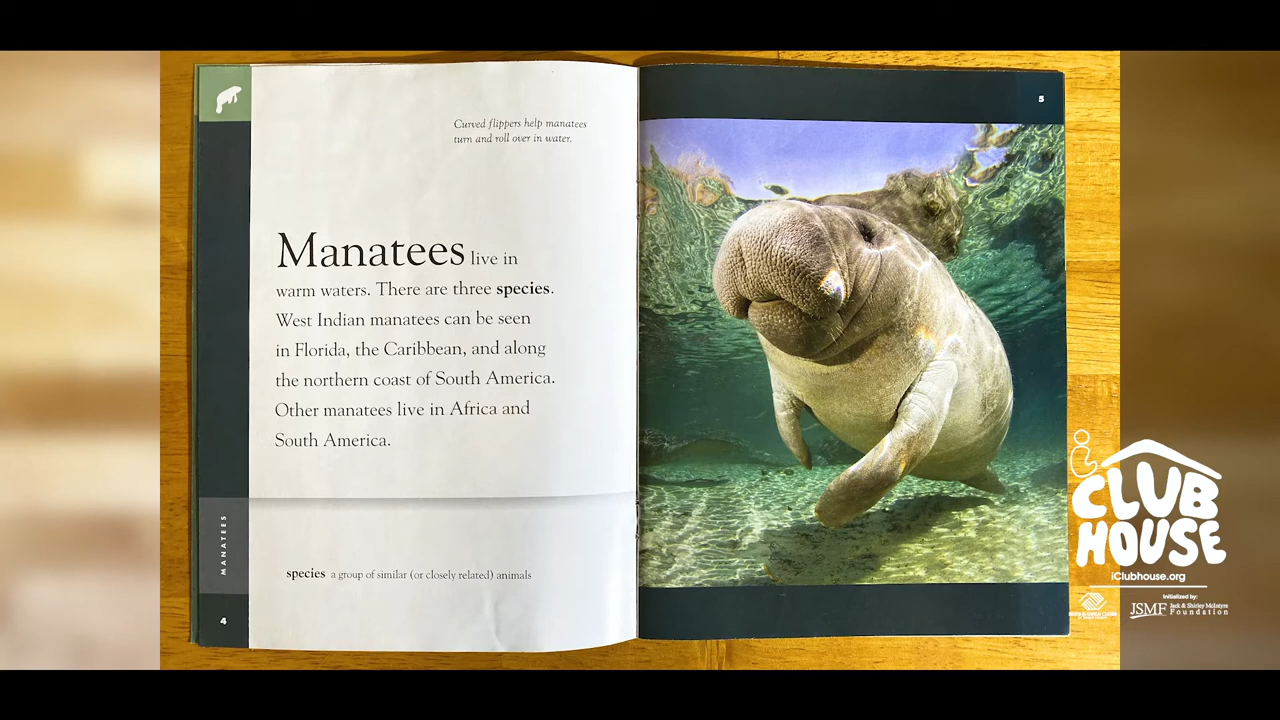 Curved flippers help manatees
turn and roll over in water.
Manatees live in
warm waters. There are three species.
West Indian manatees can be seen
in Florida, the Caribbean, and along
the northern coast of South America.
Other manatees live in Africa and
South America.
species a group of similar (or closely related) animals
MANATEES
4
5
i
CLUB
HOUSE
iClubhouse.org
Initialized by:
JSMF Jack & Shirley McIntyre
Foundation